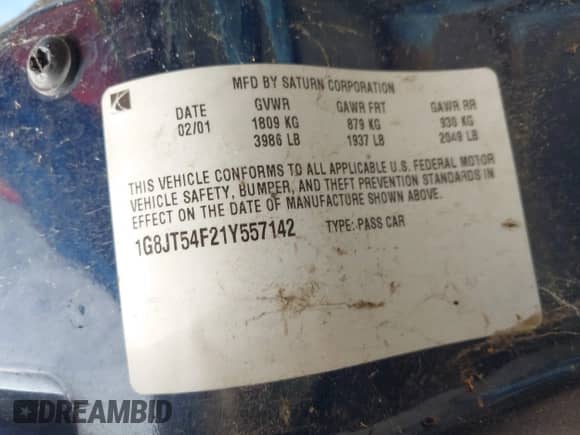 MFD BY SATURN CORPORATION
DATE GVWR GAWR FRT GAWR RR
02/01 1809 KG 879 KG 930 KG
3986 LB 1937 LB 2049 LB
THIS VEHICLE CONFORMS TO ALL APPLICABLE U.S. FEDERAL MOTOR
VEHICLE SAFETY, BUMPER, AND THEFT PREVENTION STANDARDS IN
EFFECT ON THE DATE OF MANUFACTURE SHOWN ABOVE.
1G8JT54F21Y557142 TYPE: PASS CAR
DREAMBID